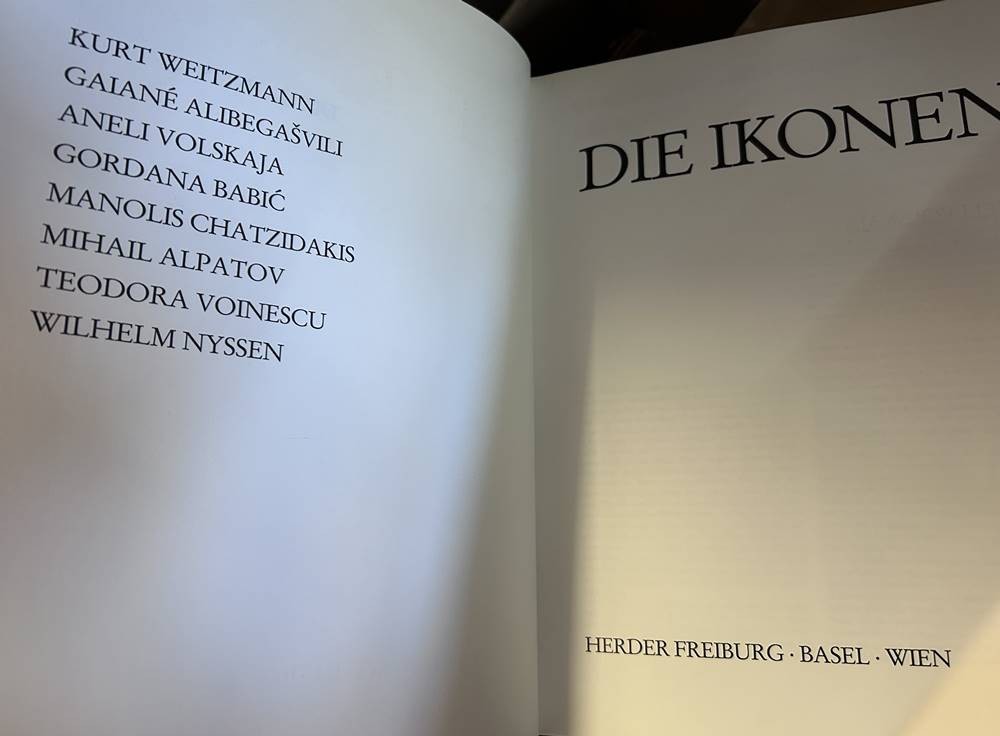 KURT WEITZMANN
GAIANÉ ALIBEGAŠVILI
ANELI VOLSKAJA
GORDANA BABIĆ
MANOLIS CHATZIDAKIS
MIHAIL ALPATOV
TEODORA VOINESCU
WILHELM NYSSEN
DIE IKONEN
HERDER FREIBURG · BASEL · WIEN